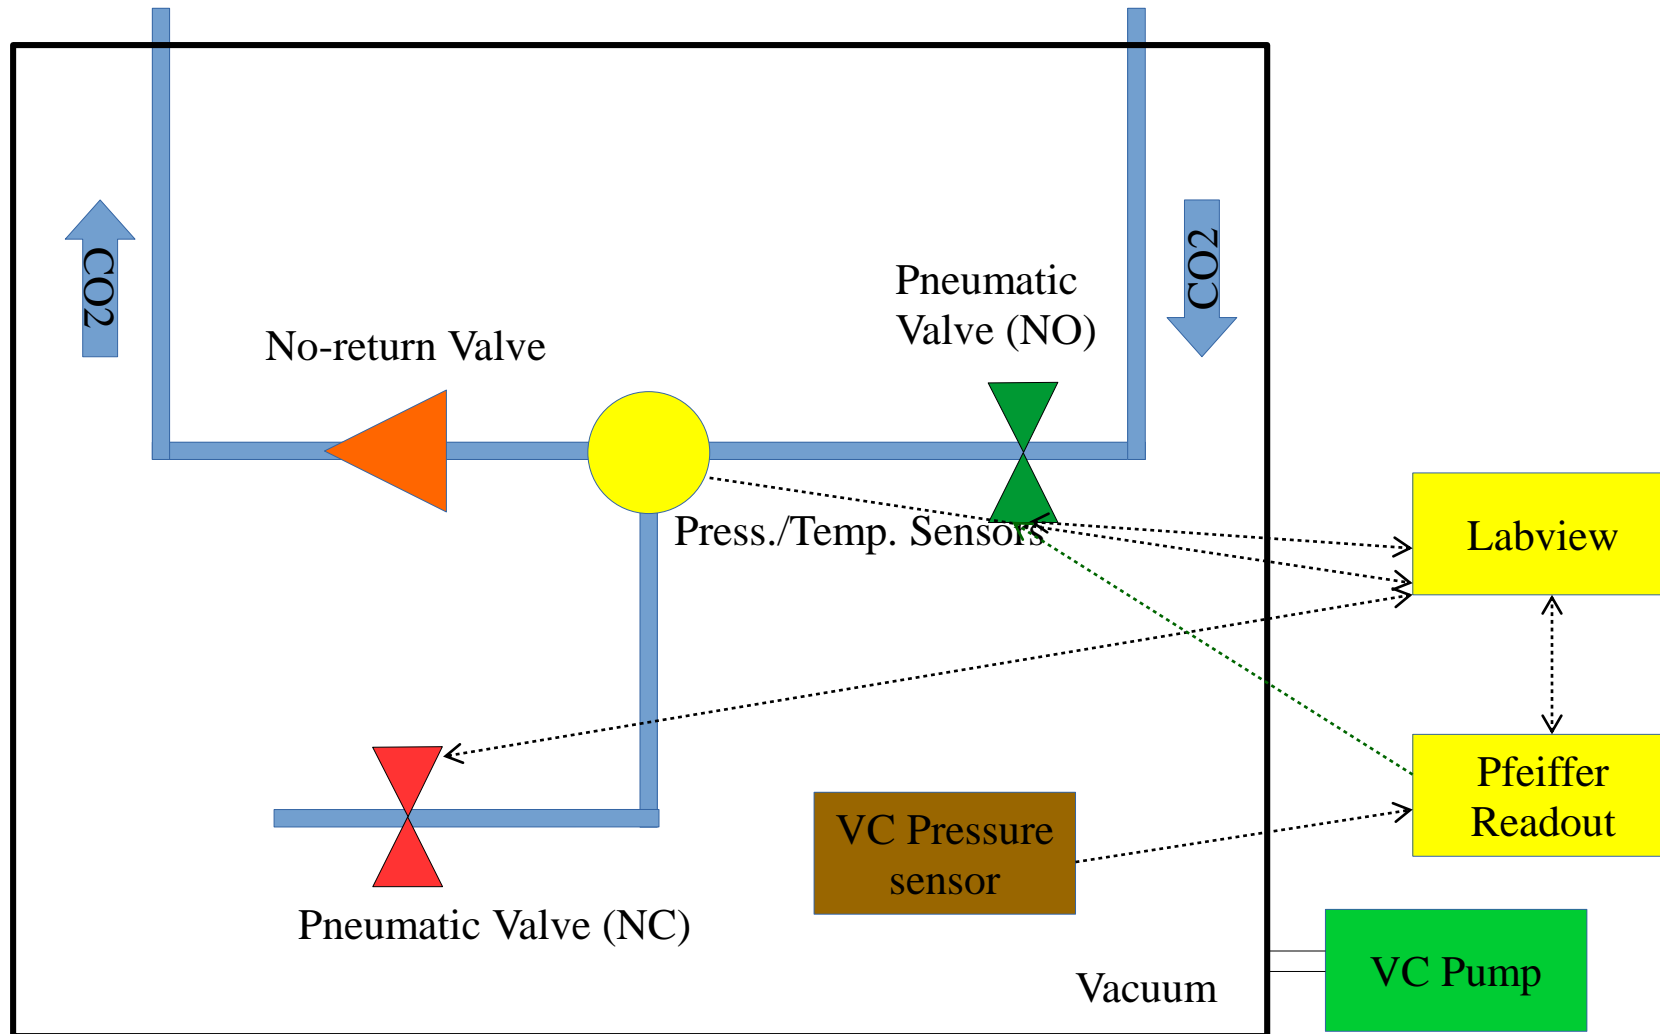 CO2
CO2
Pneumatic
Valve (NO)
No-return Valve
Press./Temp. Sensors
Labview
Pfeiffer
Readout
VC Pressure
sensor
Pneumatic Valve (NC)
VC Pump
Vacuum